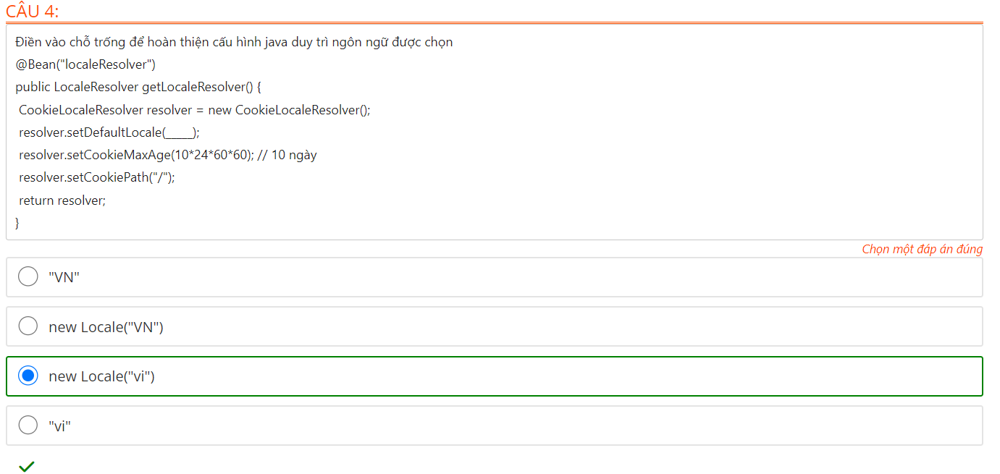 CÂU 4:
Điền vào chỗ trống để hoàn thiện cấu hình java duy trì ngôn ngữ được chọn
@Bean("localeResolver")
public LocaleResolver getLocaleResolver() {
CookieLocaleResolver resolver = new CookieLocaleResolver();
resolver.setDefaultLocale(_____);
resolver.setCookieMaxAge(10*24*60*60); // 10 ngày
resolver.setCookiePath("/");
return resolver;
}
Chọn một đáp án đúng
"VN"
new Locale("VN")
new Locale("vi")
"vi"